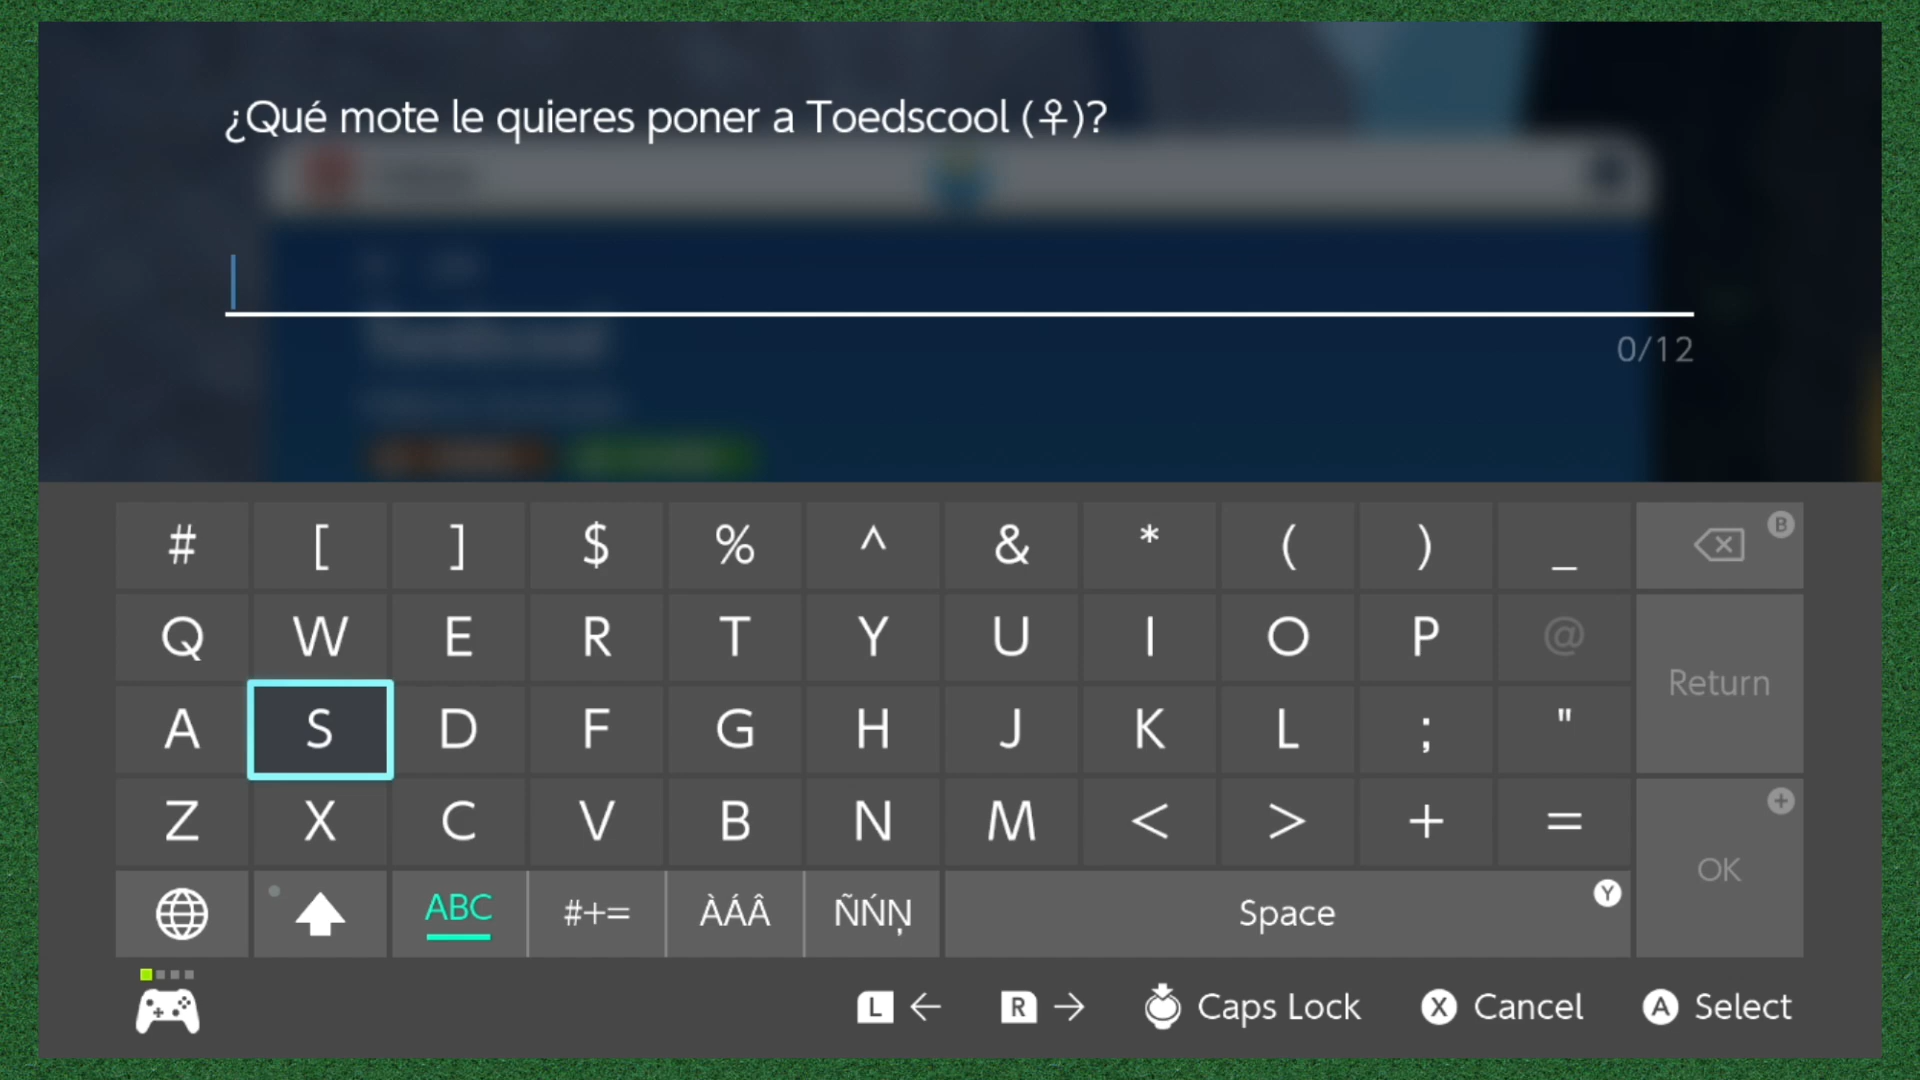 ¿Qué mote le quieres poner a Toedscool (♀)?
0/12
# [ ] $ % ^ & * ( ) _ B
Q W E R T Y U I O P @
Return
A S D F G H J K L ; "
Z X C V B N M < > + =
OK
ABC #+= ÀÁÂ ÑŃŅ Space Y
L ← R → Caps Lock X Cancel A Select